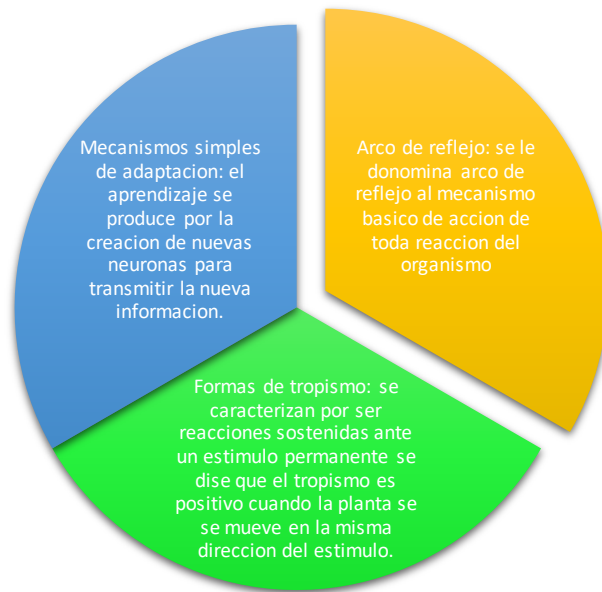 Mecanismos simples
de adaptacion: el
aprendizaje se
produce por la
creacion de nuevas
neuronas para
transmitir la nueva
informacion.
Arco de reflejo: se le
donomina arco de
reflejo al mecanismo
basico de accion de
toda reaccion del
organismo
Formas de tropismo: se
caracterizan por ser
reacciones sostenidas ante
un estimulo permanente se
dise que el tropismo es
positivo cuando la planta se
se mueve en la misma
direccion del estimulo.